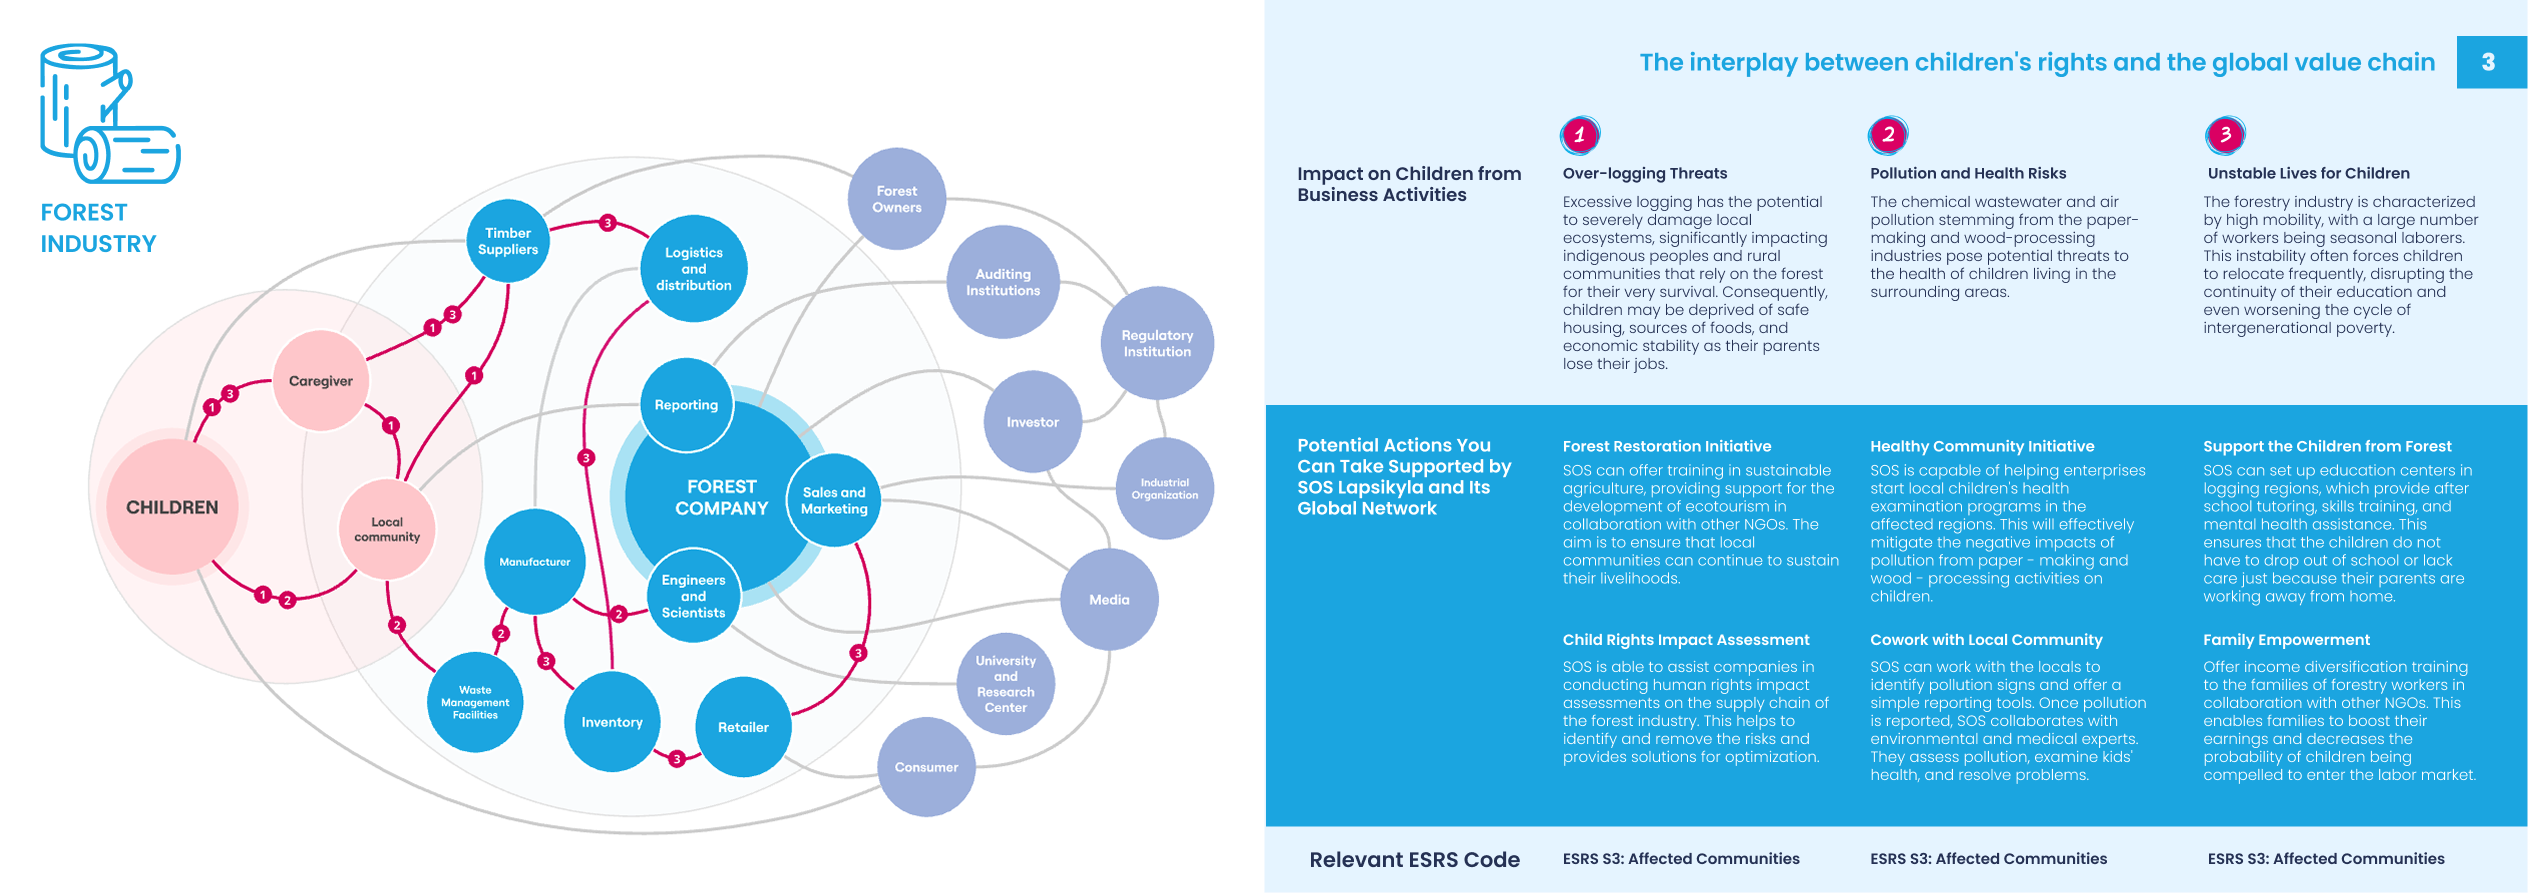 FOREST
INDUSTRY
Forest
Owners
Timber
Suppliers
3
Logistics
and
distribution
Auditing
Institutions
Regulatory
Institution
1
3
Caregiver
1
3
1
1
Reporting
Investor
3
CHILDREN
Local
community
FOREST
COMPANY
Sales and
Marketing
Industrial
Organization
Manufacturer
Engineers
and
Scientists
Media
1
2
2
2
2
3
3
University
and
Research
Center
Waste
Management
Facilities
Inventory
Retailer
3
Consumer
The interplay between children's rights and the global value chain
3
Impact on Children from
Business Activities
1
Over-logging Threats
Excessive logging has the potential
to severely damage local
ecosystems, significantly impacting
indigenous peoples and rural
communities that rely on the forest
for their very survival. Consequently,
children may be deprived of safe
housing, sources of foods, and
economic stability as their parents
lose their jobs.
2
Pollution and Health Risks
The chemical wastewater and air
pollution stemming from the paper-
making and wood-processing
industries pose potential threats to
the health of children living in the
surrounding areas.
3
Unstable Lives for Children
The forestry industry is characterized
by high mobility, with a large number
of workers being seasonal laborers.
This instability often forces children
to relocate frequently, disrupting the
continuity of their education and
even worsening the cycle of
intergenerational poverty.
Potential Actions You
Can Take Supported by
SOS Lapsikyla and Its
Global Network
Forest Restoration Initiative
SOS can offer training in sustainable
agriculture, providing support for the
development of ecotourism in
collaboration with other NGOs. The
aim is to ensure that local
communities can continue to sustain
their livelihoods.
Healthy Community Initiative
SOS is capable of helping enterprises
start local children's health
examination programs in the
affected regions. This will effectively
mitigate the negative impacts of
pollution from paper - making and
wood - processing activities on
children.
Support the Children from Forest
SOS can set up education centers in
logging regions, which provide after
school tutoring, skills training, and
mental health assistance. This
ensures that the children do not
have to drop out of school or lack
care just because their parents are
working away from home.
Child Rights Impact Assessment
SOS is able to assist companies in
conducting human rights impact
assessments on the supply chain of
the forest industry. This helps to
identify and remove the risks and
provides solutions for optimization.
Cowork with Local Community
SOS can work with the locals to
identify pollution signs and offer a
simple reporting tools. Once pollution
is reported, SOS collaborates with
environmental and medical experts.
They assess pollution, examine kids'
health, and resolve problems.
Family Empowerment
Offer income diversification training
to the families of forestry workers in
collaboration with other NGOs. This
enables families to boost their
earnings and decreases the
probability of children being
compelled to enter the labor market.
Relevant ESRS Code
ESRS S3: Affected Communities
ESRS S3: Affected Communities
ESRS S3: Affected Communities